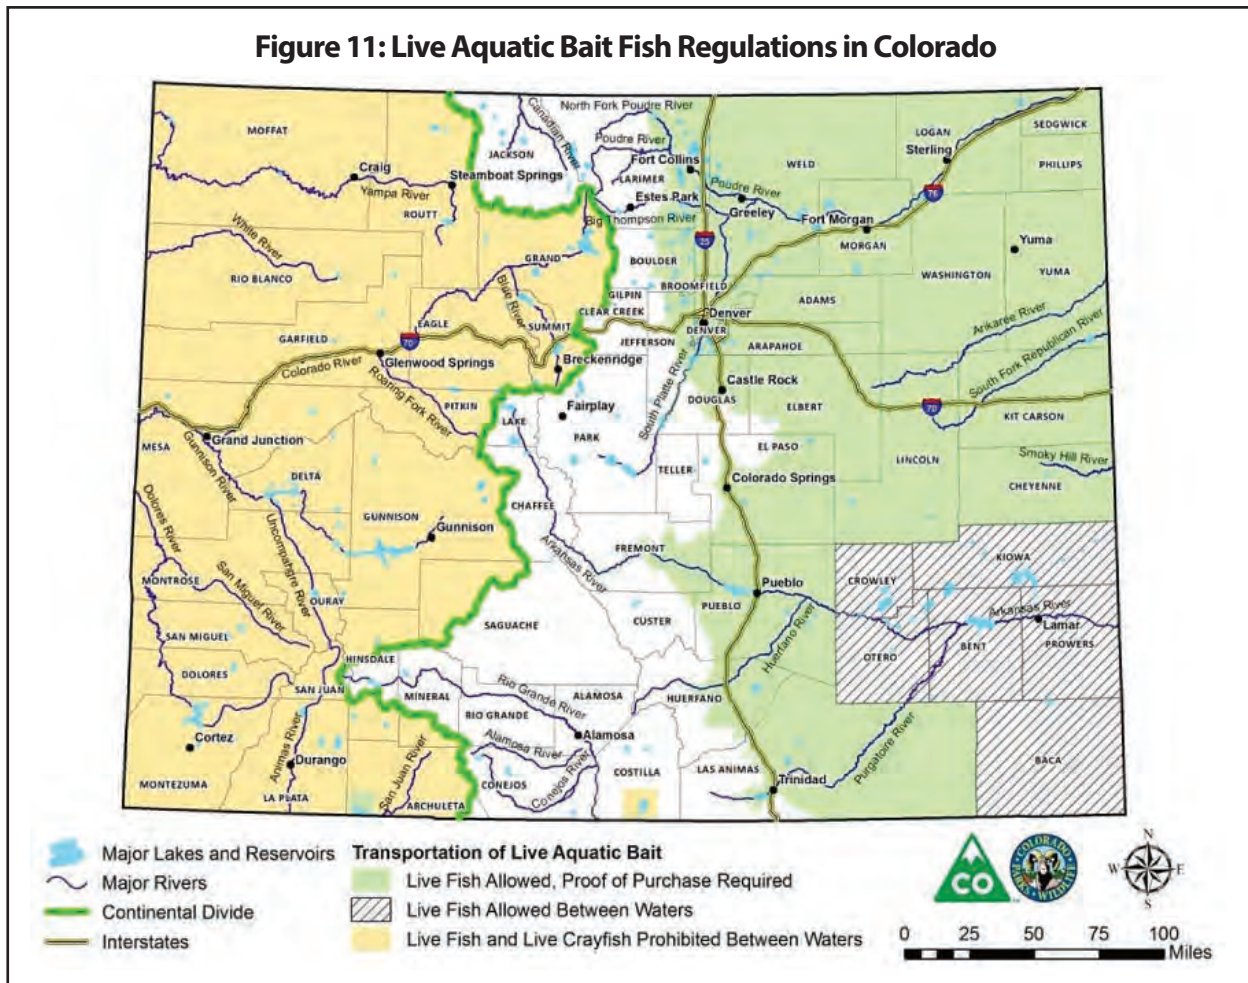 Figure 11: Live Aquatic Bait Fish Regulations in Colorado
North Fork Poudre River
Canadian River
MOFFAT
LOGAN
SEDGWICK
JACKSON
Poudre River
Sterling
Craig
Steamboat Springs
Fort Collins
WELD
PHILLIPS
LARIMER
Yampa River
Estes Park
Poudre River
76
ROUTT
Big Thompson River
Greeley
Fort Morgan
White River
25
MORGAN
Yuma
GRAND
BOULDER
RIO BLANCO
WASHINGTON
YUMA
Blue River
GILPIN
BROOMFIELD
ADAMS
CLEAR CREEK
Denver
Arikaree River
EAGLE
SUMMIT
DENVER
GARFIELD
70
JEFFERSON
ARAPAHOE
South Fork Republican River
Colorado River
Glenwood Springs
Breckenridge
Roaring Fork River
South Platte River
Castle Rock
PITKIN
Fairplay
DOUGLAS
ELBERT
70
KIT CARSON
LAKE
PARK
MESA
Grand Junction
EL PASO
Gunnison River
TELLER
LINCOLN
Smoky Hill River
DELTA
Colorado Springs
CHEYENNE
Dolores River
CHAFFEE
GUNNISON
Gunnison
Uncompahgre River
Arkansas River
FREMONT
KIOWA
MONTROSE
San Miguel River
OURAY
Pueblo
CROWLEY
PUEBLO
Arkansas River
SAGUACHE
CUSTER
Huerfano River
Lamar
SAN MIGUEL
BENT
PROWERS
HINSDALE
OTERO
DOLORES
SAN JUAN
MINERAL
Rio Grande River
ALAMOSA
HUERFANO
RIO GRANDE
Cortez
Animas River
Alamosa
Purgatoire River
Alamosa River
Durango
San Juan River
COSTILLA
LAS ANIMAS
BACA
MONTEZUMA
CONEJOS
Conejos River
Trinidad
LA PLATA
ARCHULETA
Major Lakes and Reservoirs
Major Rivers
Continental Divide
Interstates
Transportation of Live Aquatic Bait
Live Fish Allowed, Proof of Purchase Required
Live Fish Allowed Between Waters
Live Fish and Live Crayfish Prohibited Between Waters
CO
COLORADO
PARKS
WILDLIFE
N
W
E
S
0 25 50 75 100
Miles